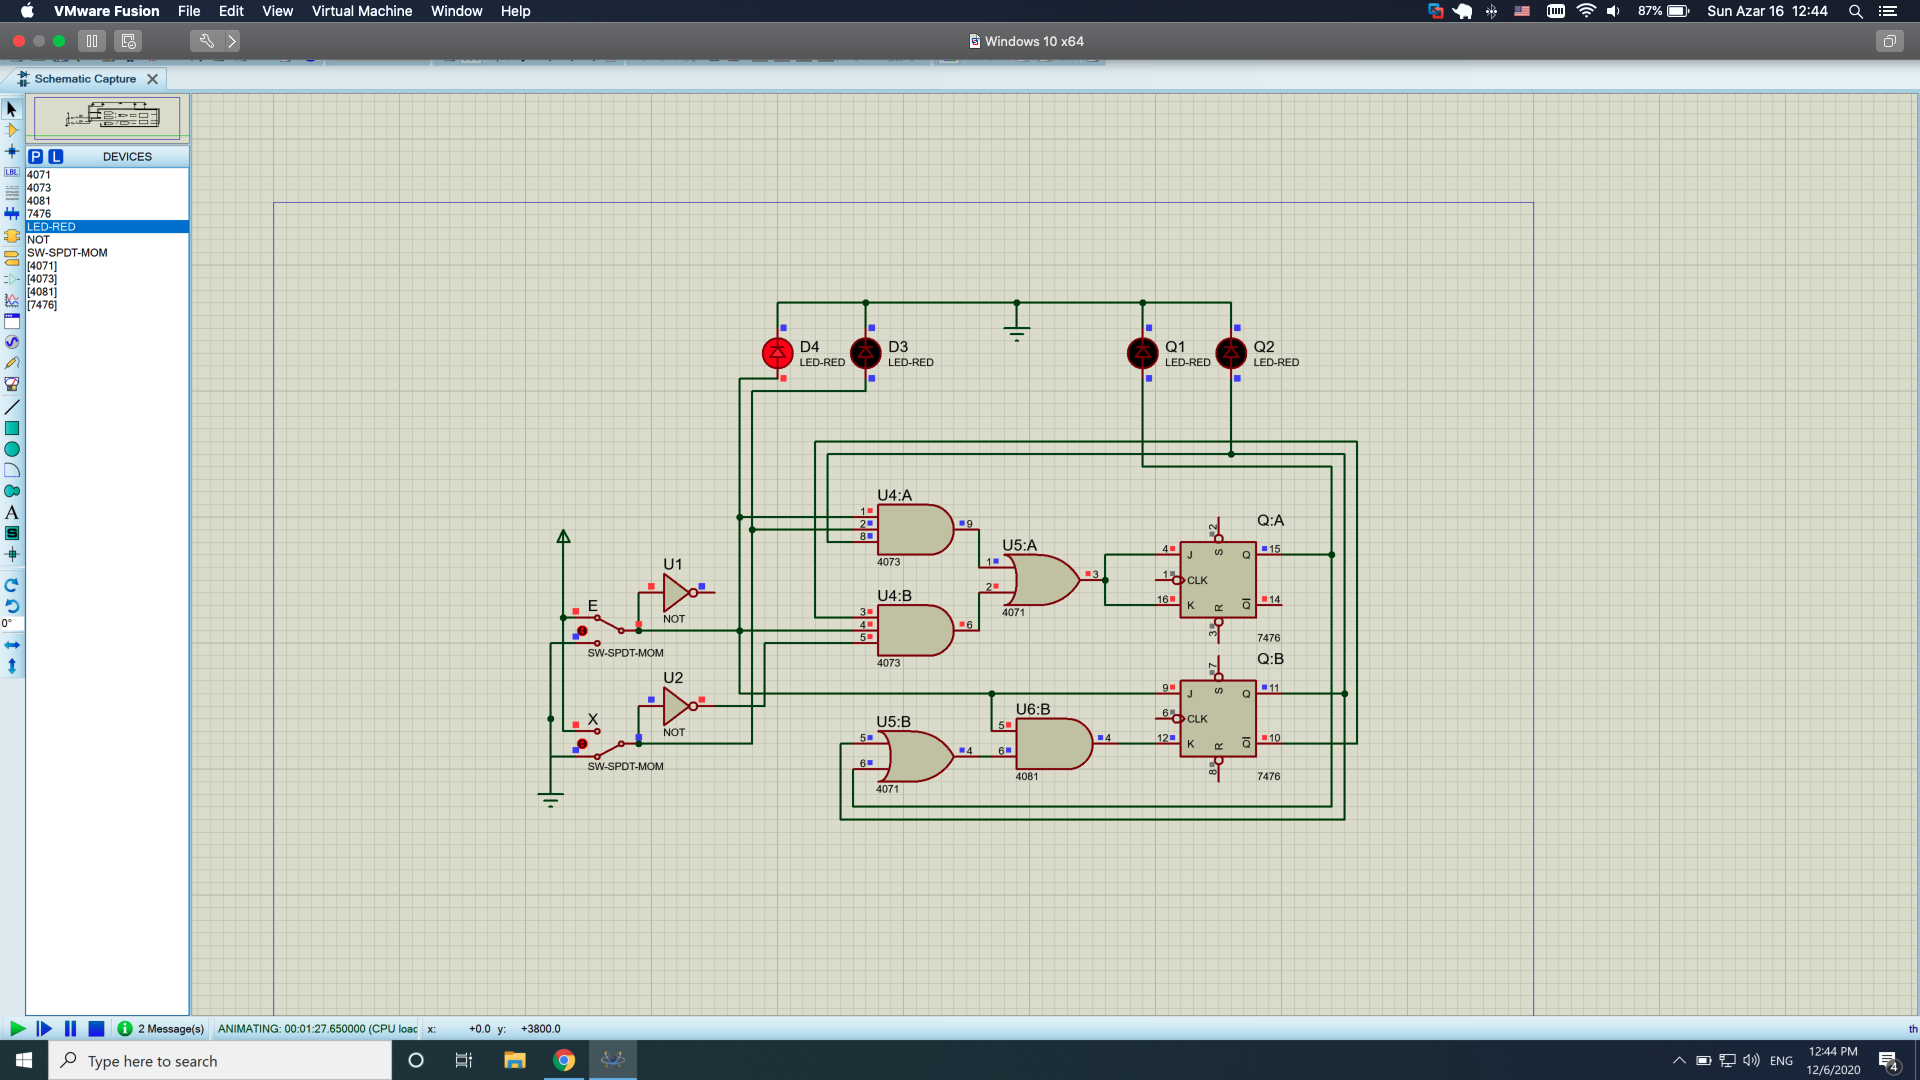 VMware Fusion File Edit View Virtual Machine Window Help
87% Sun Azar 16 12:44
Windows 10 x64
Schematic Capture
P L DEVICES
4071
4073
4081
7476
LED-RED
NOT
SW-SPDT-MOM
[4071]
[4073]
[4081]
[7476]
LBL
A
S
0°
D4
LED-RED
D3
LED-RED
Q1
LED-RED
Q2
LED-RED
U4:A
1
2
8
9
4073
U5:A
1
2
3
4071
U4:B
3
4
5
6
4073
U1
NOT
E
SW-SPDT-MOM
U2
NOT
X
SW-SPDT-MOM
Q:A
2
4 J S Q 15
1 CLK
16 K R Q 14
3
7476
Q:B
7
9 J S Q 11
6 CLK
12 K R Q 10
8
7476
U5:B
5
6
4
4071
U6:B
5
6
4
4081
2 Message(s) ANIMATING: 00:01:27.650000 (CPU load x: +0.0 y: +3800.0 th
Type here to search
ENG
12:44 PM
12/6/2020
4